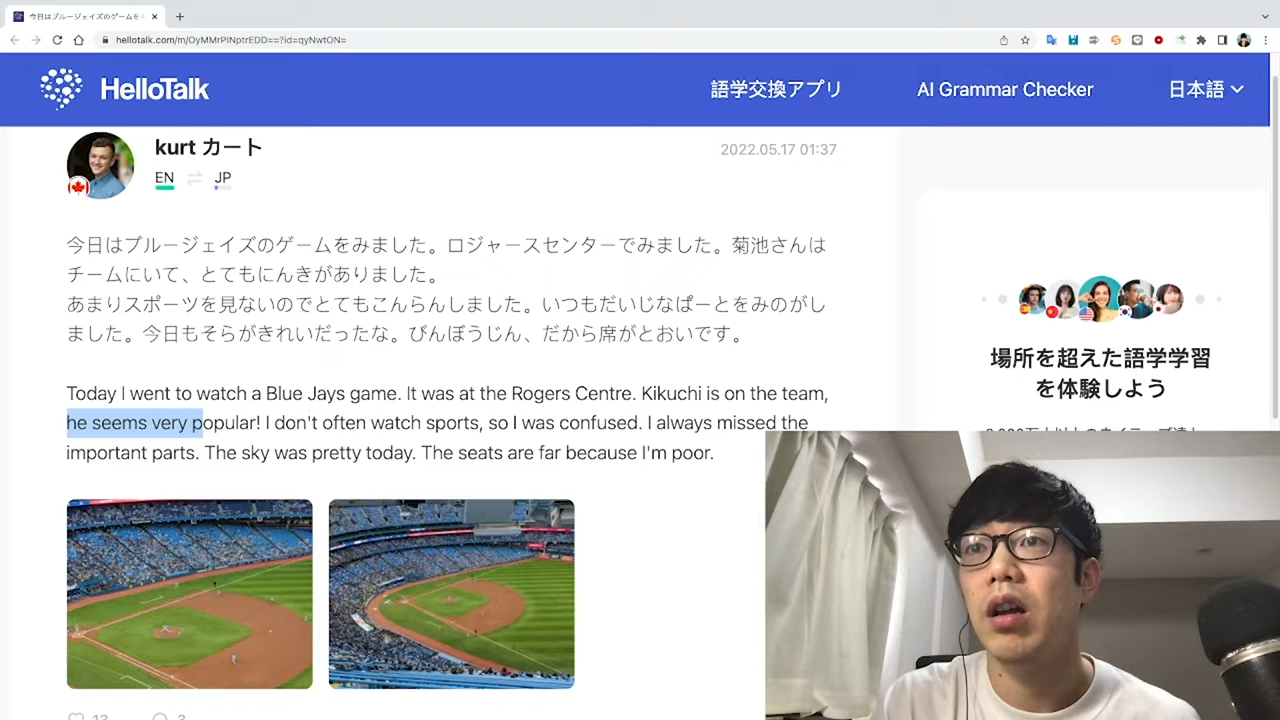 今日はブルージェイズのゲームをみ
hellotalk.com/m/OyMMrPlNptrEDD==?id=qyNwtON=
HelloTalk
語学交換アプリ
AI Grammar Checker
日本語
kurt カート
2022.05.17 01:37
EN
JP
今日はブルージェイズのゲームをみました。ロジャースセンターでみました。菊池さんは
チームにいて、とてもにんきがありました。
あまりスポーツを見ないのでとてもこんらんしました。いつもだいじなぱーとをみのがし
ました。今日もそらがきれいだったな。びんぼうじん、だから席がとおいです。
Today I went to watch a Blue Jays game. It was at the Rogers Centre. Kikuchi is on the team,
he seems very popular! I don't often watch sports, so I was confused. I always missed the
important parts. The sky was pretty today. The seats are far because I'm poor.
場所を超えた語学学習
を体験しよう